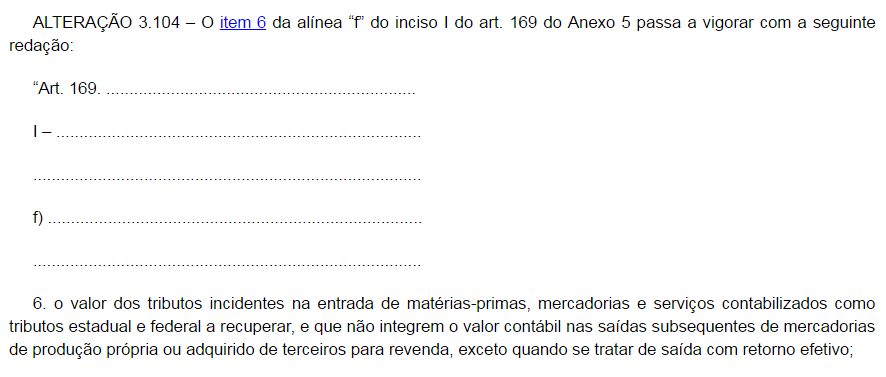 ALTERAÇÃO 3.104 – O item 6 da alínea “f” do inciso I do art. 169 do Anexo 5 passa a vigorar com a seguinte
redação:
“Art. 169. ...................................................................
I – ...............................................................................
....................................................................................
f) .................................................................................
....................................................................................
6. o valor dos tributos incidentes na entrada de matérias-primas, mercadorias e serviços contabilizados como
tributos estadual e federal a recuperar, e que não integrem o valor contábil nas saídas subsequentes de mercadorias
de produção própria ou adquirido de terceiros para revenda, exceto quando se tratar de saída com retorno efetivo;